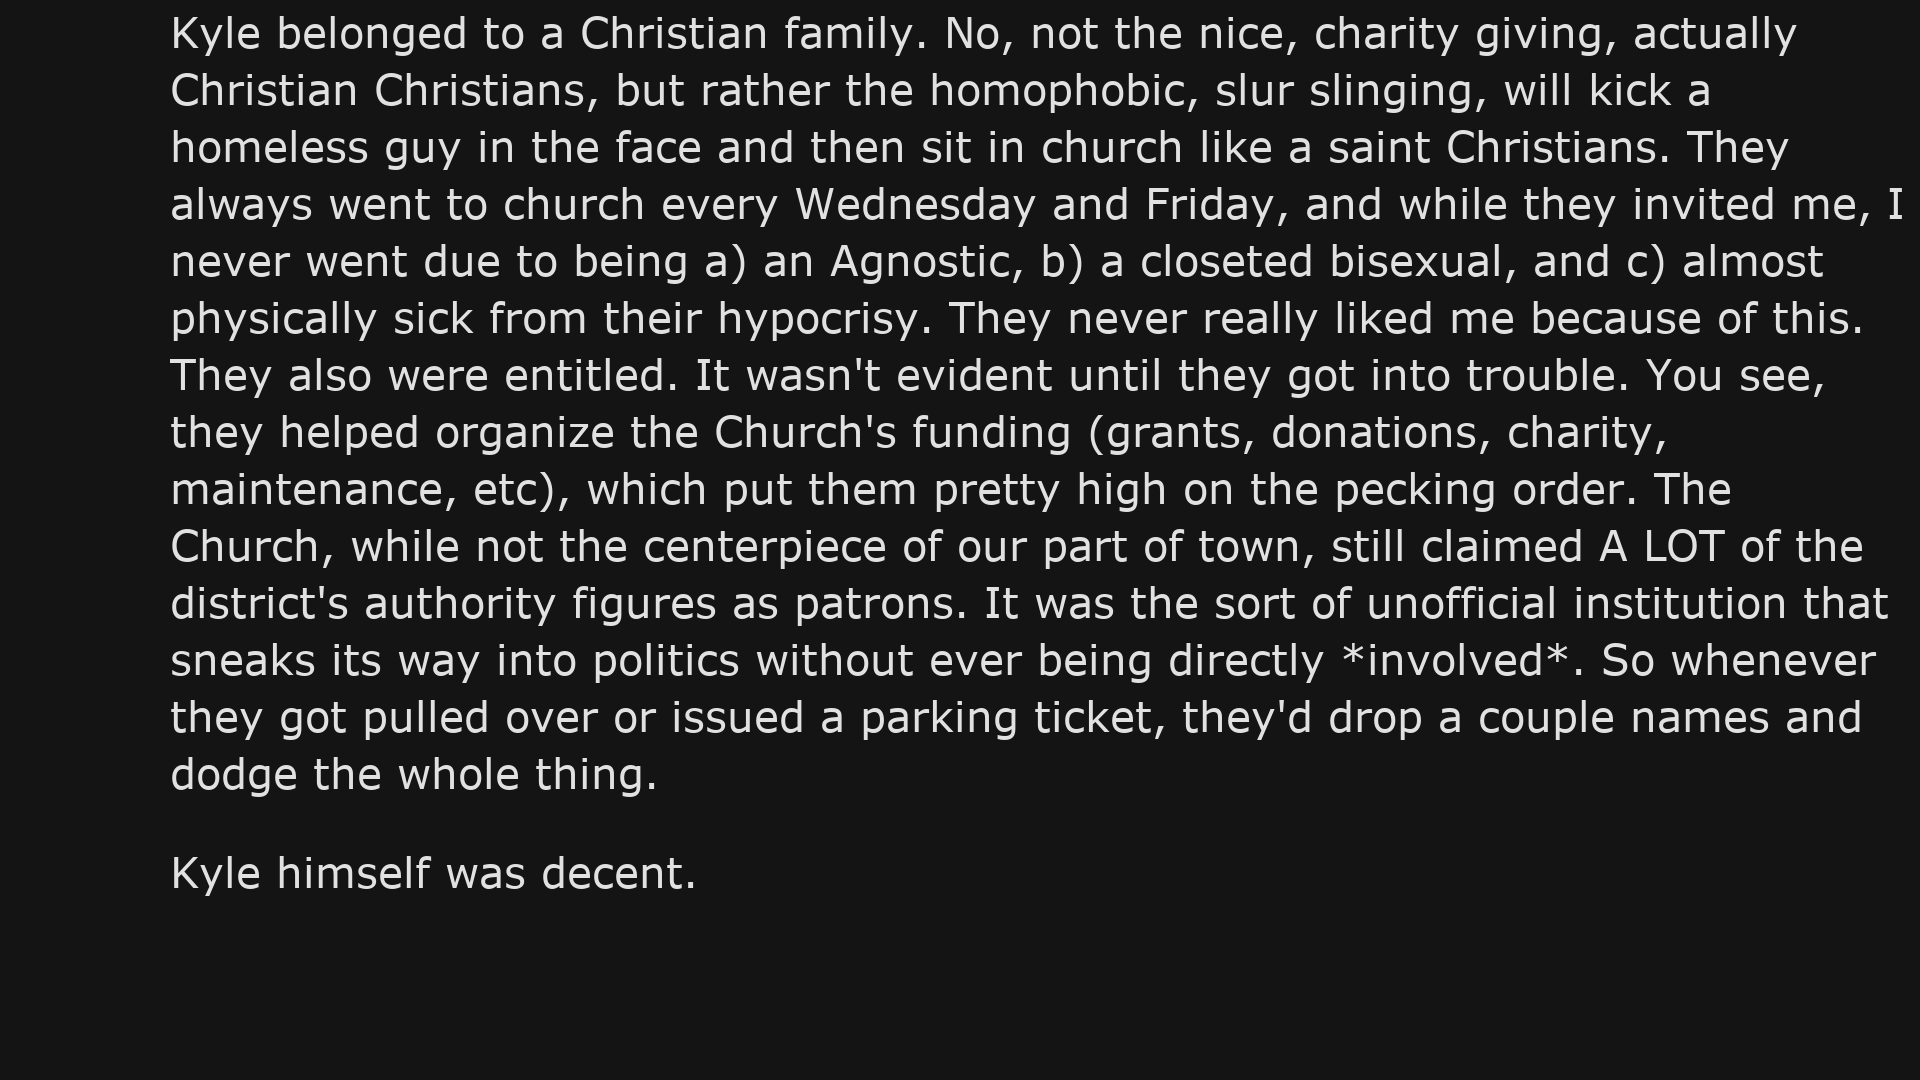 Kyle belonged to a Christian family. No, not the nice, charity giving, actually
Christian Christians, but rather the homophobic, slur slinging, will kick a
homeless guy in the face and then sit in church like a saint Christians. They
always went to church every Wednesday and Friday, and while they invited me, I
never went due to being a) an Agnostic, b) a closeted bisexual, and c) almost
physically sick from their hypocrisy. They never really liked me because of this.
They also were entitled. It wasn't evident until they got into trouble. You see,
they helped organize the Church's funding (grants, donations, charity,
maintenance, etc), which put them pretty high on the pecking order. The
Church, while not the centerpiece of our part of town, still claimed A LOT of the
district's authority figures as patrons. It was the sort of unofficial institution that
sneaks its way into politics without ever being directly *involved*. So whenever
they got pulled over or issued a parking ticket, they'd drop a couple names and
dodge the whole thing.
Kyle himself was decent.